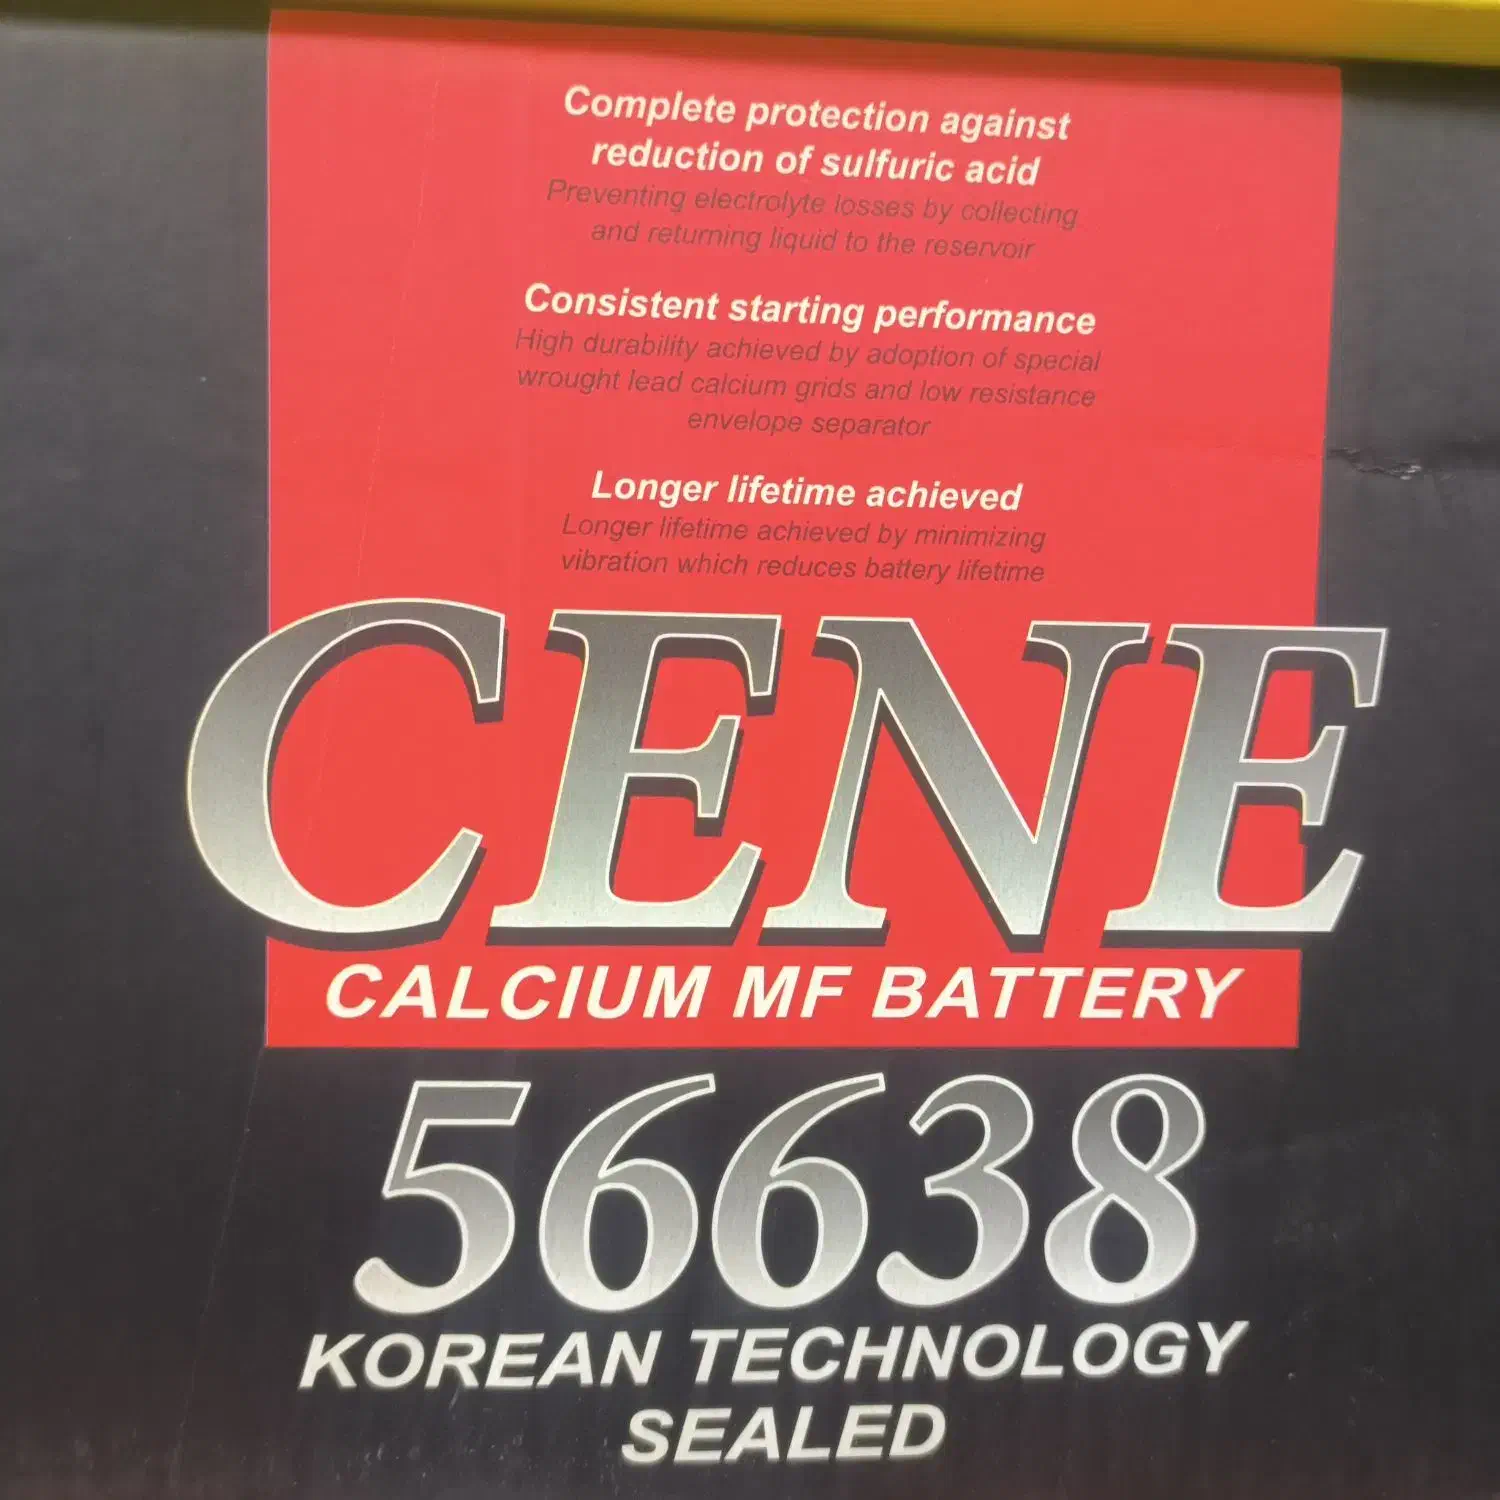 Complete protection against
reduction of sulfuric acid
Preventing electrolyte losses by collecting
and returning liquid to the reservoir
Consistent starting performance
High durability achieved by adoption of special
wrought lead calcium grids and low resistance
envelope separator
Longer lifetime achieved
Longer lifetime achieved by minimizing
vibration which reduces battery lifetime
CENE
CALCIUM MF BATTERY
56638
KOREAN TECHNOLOGY
SEALED